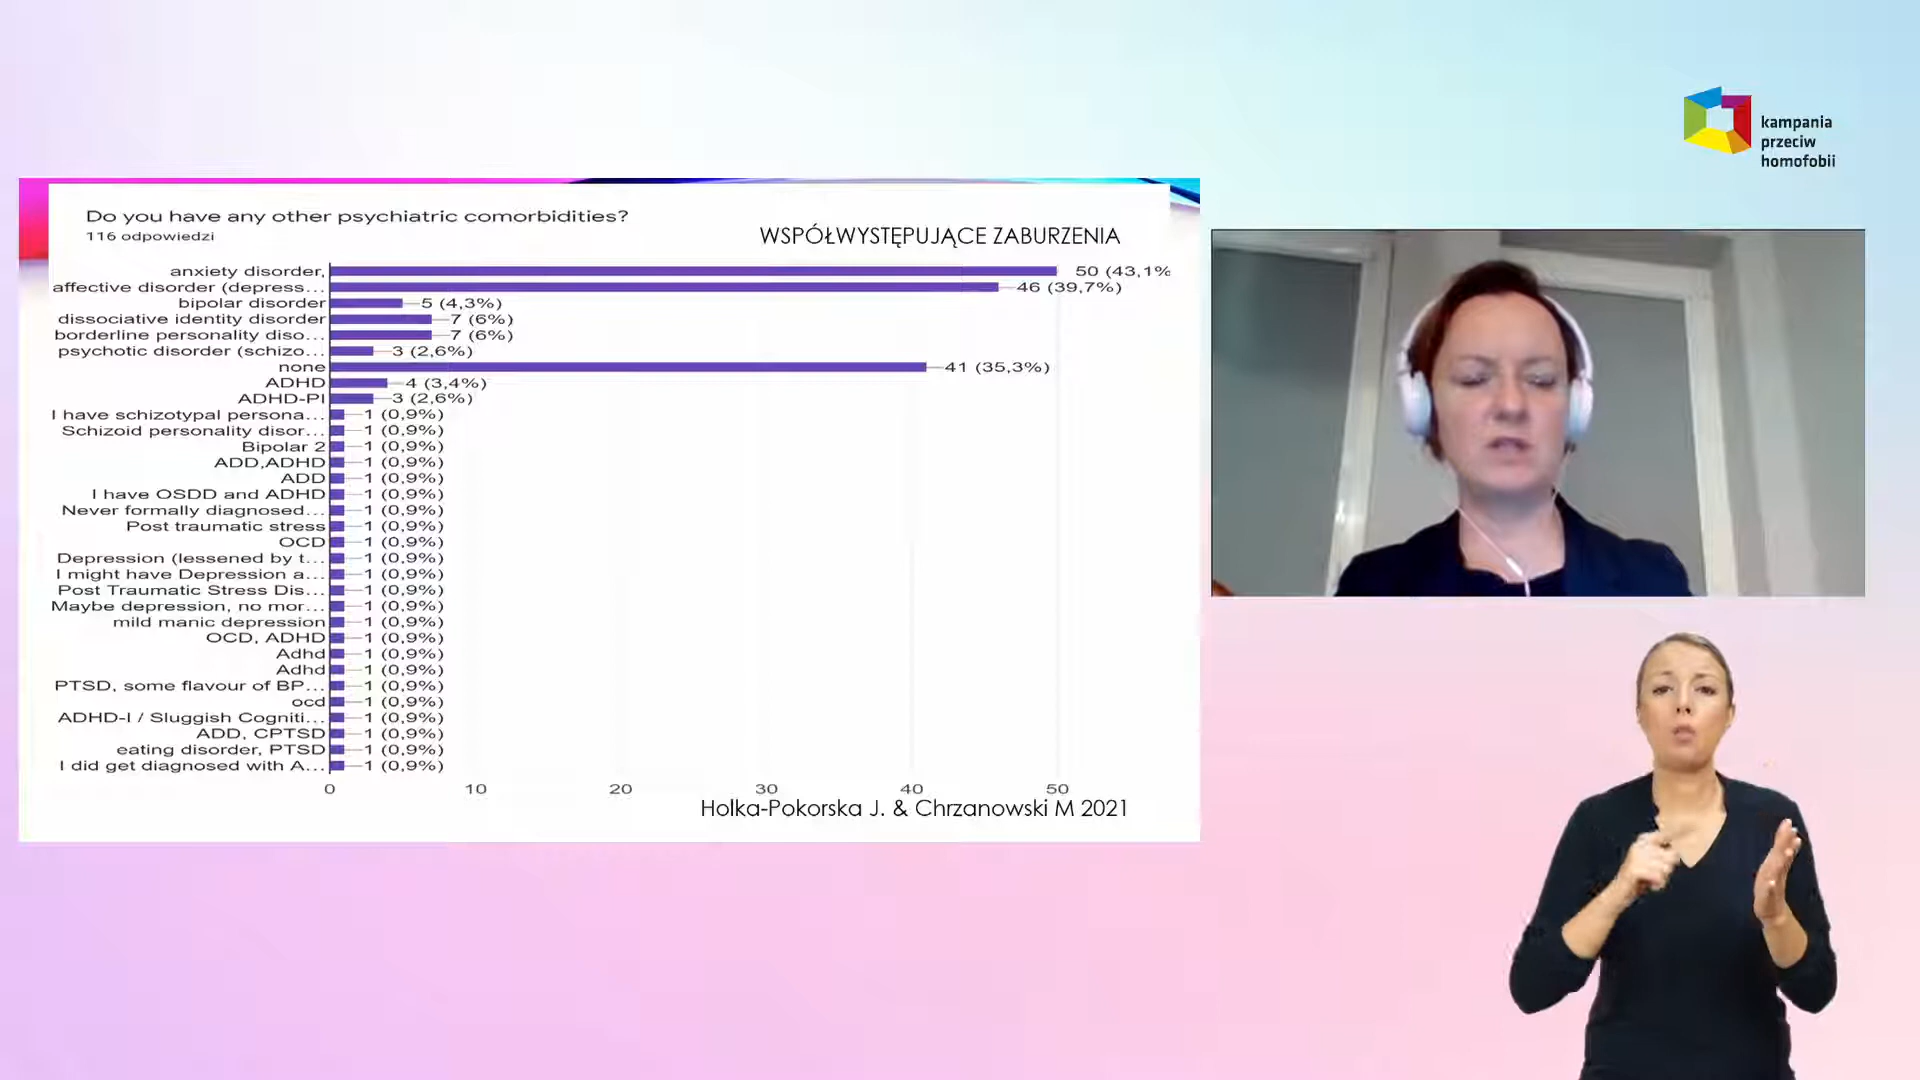 kampania
przeciw
homofobii
Do you have any other psychiatric comorbidities?
116 odpowiedzi
WSPÓŁWYSTĘPUJĄCE ZABURZENIA
anxiety disorder, 50 (43,1%
affective disorder (depress... 46 (39,7%)
bipolar disorder 5 (4,3%)
dissociative identity disorder 7 (6%)
borderline personality diso... 7 (6%)
psychotic disorder (schizo... 3 (2,6%)
none 41 (35,3%)
ADHD 4 (3,4%)
ADHD-PI 3 (2,6%)
I have schizotypal persona... 1 (0,9%)
Schizoid personality disor... 1 (0,9%)
Bipolar 2 1 (0,9%)
ADD,ADHD 1 (0,9%)
ADD 1 (0,9%)
I have OSDD and ADHD 1 (0,9%)
Never formally diagnosed... 1 (0,9%)
Post traumatic stress 1 (0,9%)
OCD 1 (0,9%)
Depression (lessened by t... 1 (0,9%)
I might have Depression a... 1 (0,9%)
Post Traumatic Stress Dis... 1 (0,9%)
Maybe depression, no mor... 1 (0,9%)
mild manic depression 1 (0,9%)
OCD, ADHD 1 (0,9%)
Adhd 1 (0,9%)
Adhd 1 (0,9%)
PTSD, some flavour of BP... 1 (0,9%)
ocd 1 (0,9%)
ADHD-I / Sluggish Cogniti... 1 (0,9%)
ADD, CPTSD 1 (0,9%)
eating disorder, PTSD 1 (0,9%)
I did get diagnosed with A... 1 (0,9%)
0 10 20 30 40 50
Holka-Pokorska J. & Chrzanowski M 2021